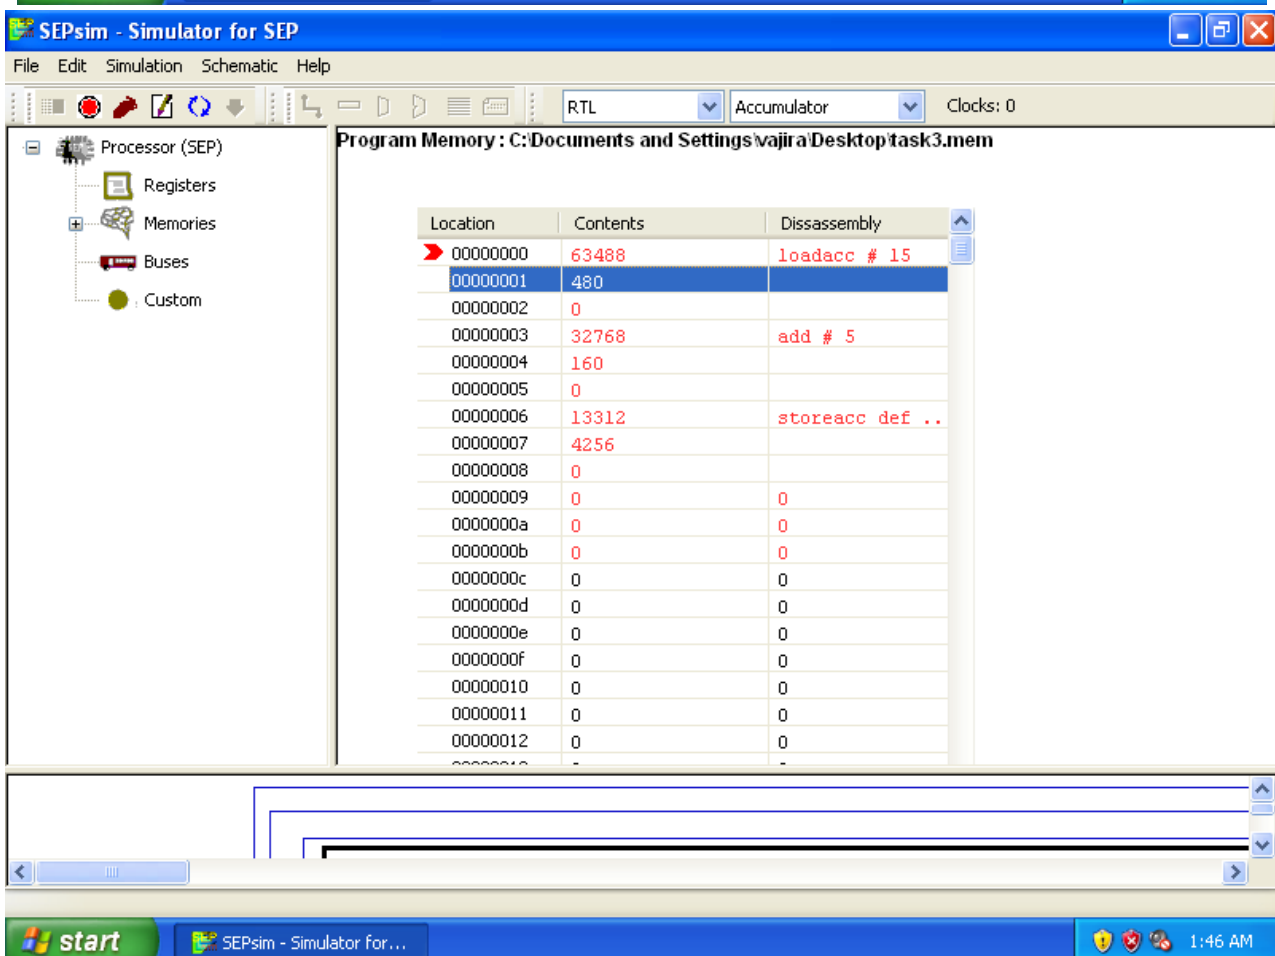 SEPsim - Simulator for SEP
File Edit Simulation Schematic Help
RTL Accumulator Clocks: 0
Processor (SEP)
Registers
Memories
Buses
Custom
Program Memory : C:\Documents and Settings\vajira\Desktop\task3.mem
Location Contents Dissassembly
00000000 63488 loadacc # 15
00000001 480
00000002 0
00000003 32768 add # 5
00000004 160
00000005 0
00000006 13312 storeacc def ..
00000007 4256
00000008 0
00000009 0 0
0000000a 0 0
0000000b 0 0
0000000c 0 0
0000000d 0 0
0000000e 0 0
0000000f 0 0
00000010 0 0
00000011 0 0
00000012 0 0
start SEPsim - Simulator for... 1:46 AM